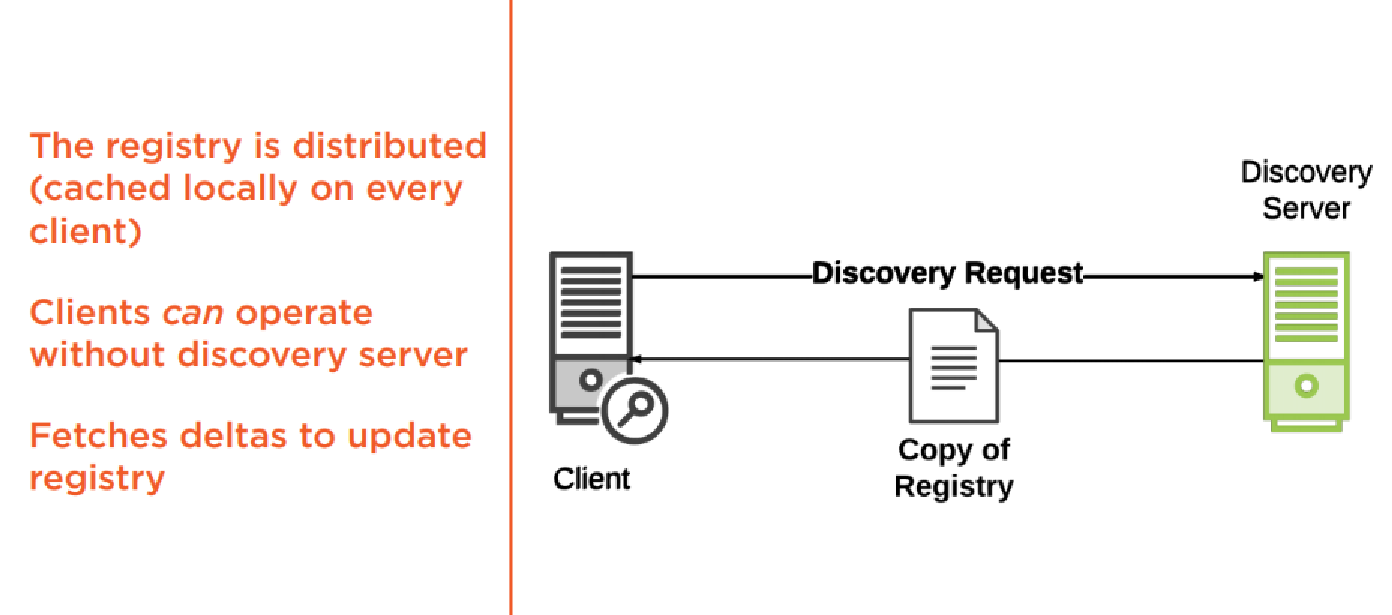 The registry is distributed
(cached locally on every
client)
Clients can operate
without discovery server
Fetches deltas to update
registry
Discovery
Server
Discovery Request
Copy of
Registry
Client